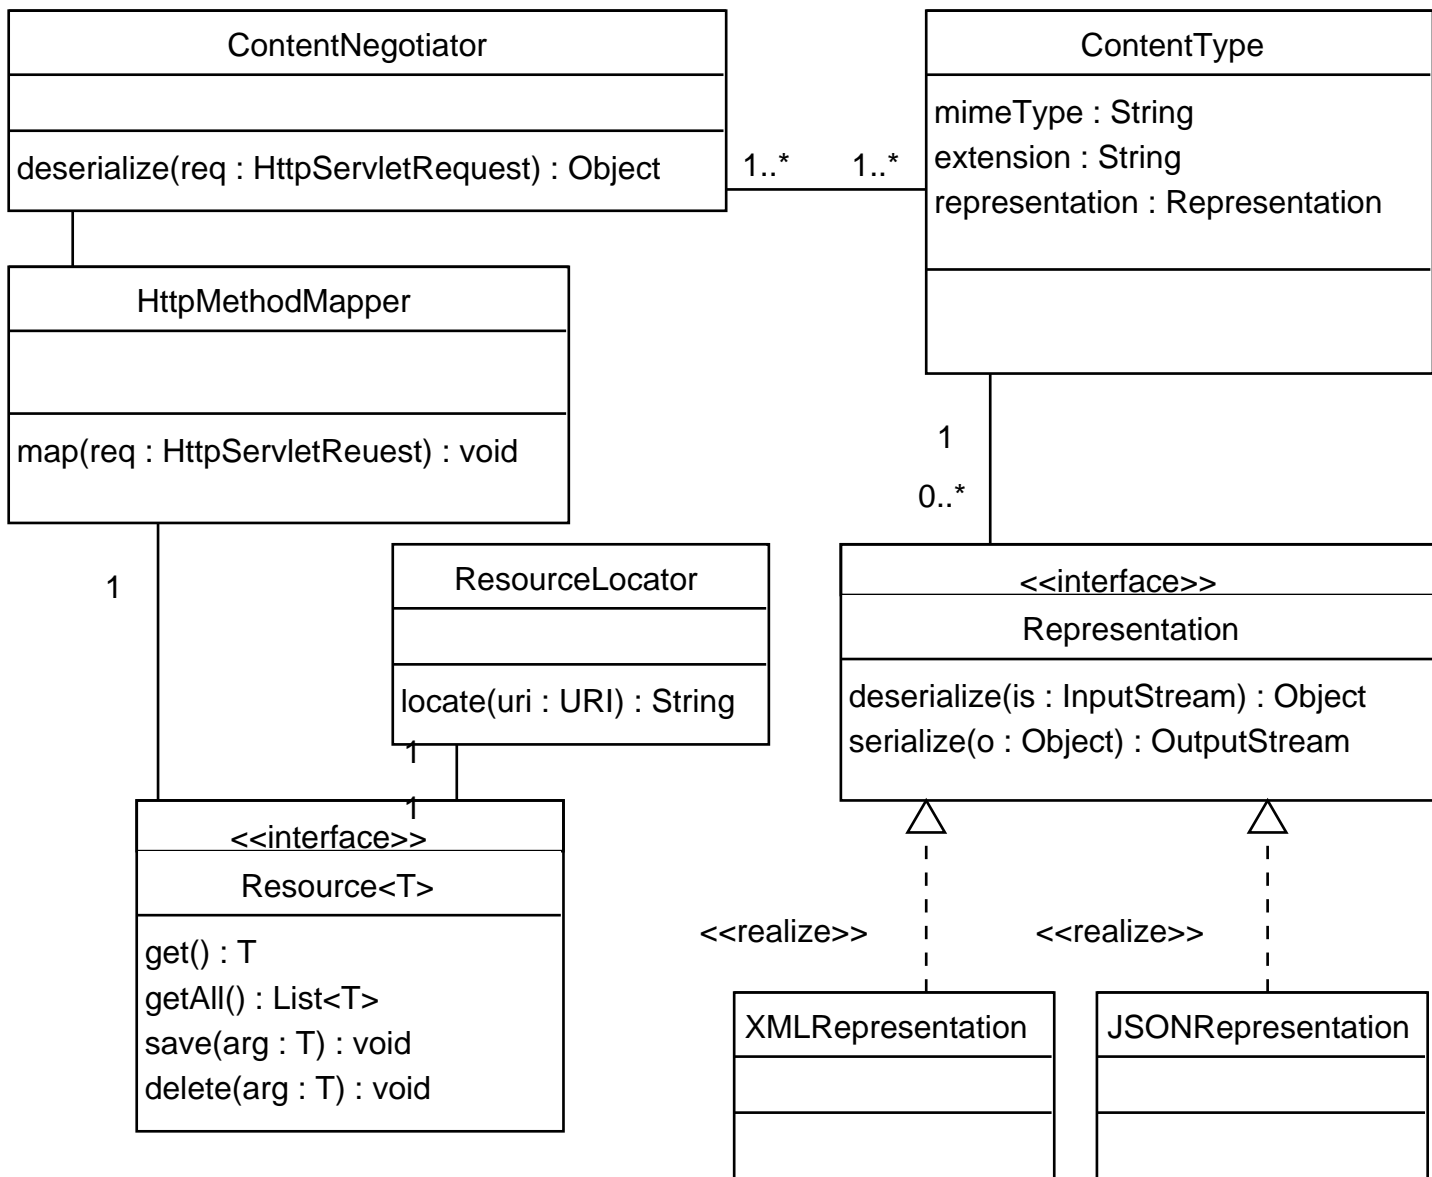 ContentNegotiator
deserialize(req : HttpServletRequest) : Object
1..*
1..*
ContentType
mimeType : String
extension : String
representation : Representation
HttpMethodMapper
map(req : HttpServletReuest) : void
1
0..*
1
ResourceLocator
locate(uri : URI) : String
1
1
<<interface>>
Representation
deserialize(is : InputStream) : Object
serialize(o : Object) : OutputStream
<<interface>>
Resource<T>
get() : T
getAll() : List<T>
save(arg : T) : void
delete(arg : T) : void
<<realize>>
<<realize>>
XMLRepresentation
JSONRepresentation